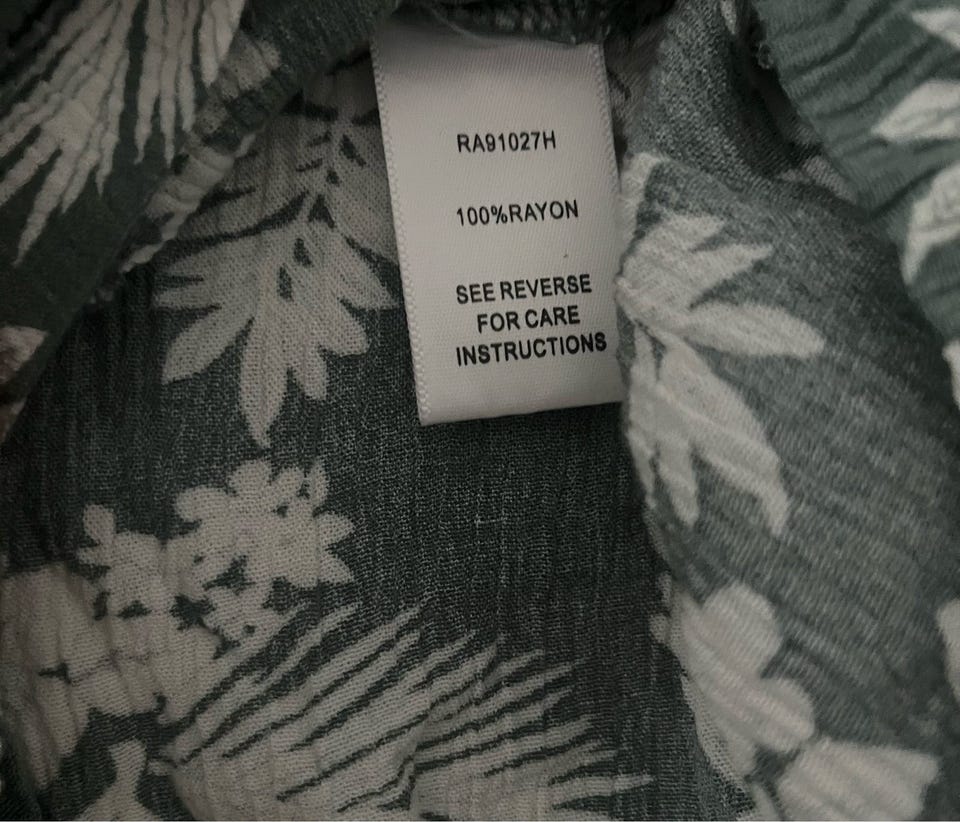 RA91027H
100%RAYON
SEE REVERSE
FOR CARE
INSTRUCTIONS